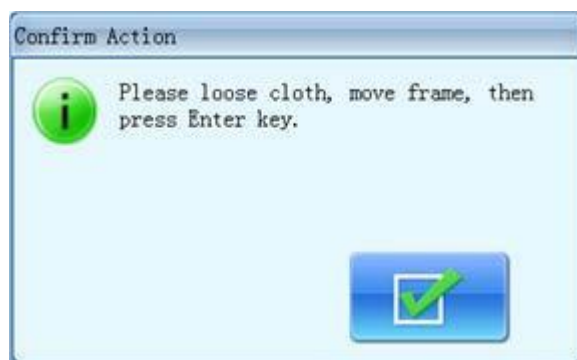 Confirm Action
Please loose cloth, move frame, then
press Enter key.